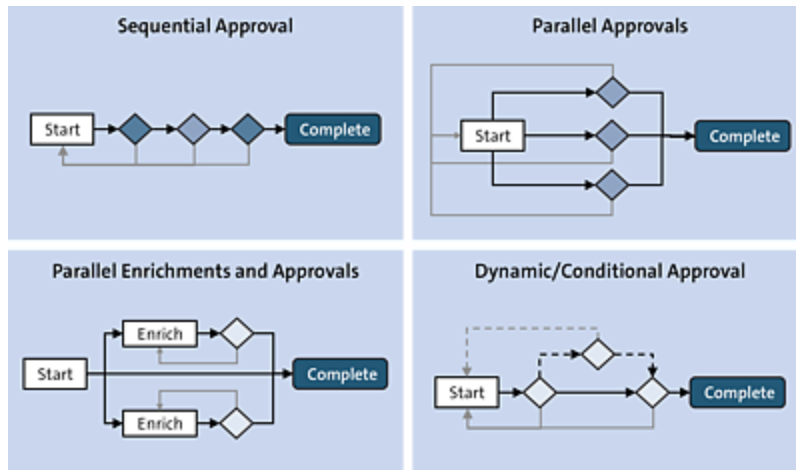 Sequential Approval
Start
Complete
Parallel Approvals
Start
Complete
Parallel Enrichments and Approvals
Enrich
Start
Complete
Enrich
Dynamic/Conditional Approval
Start
Complete